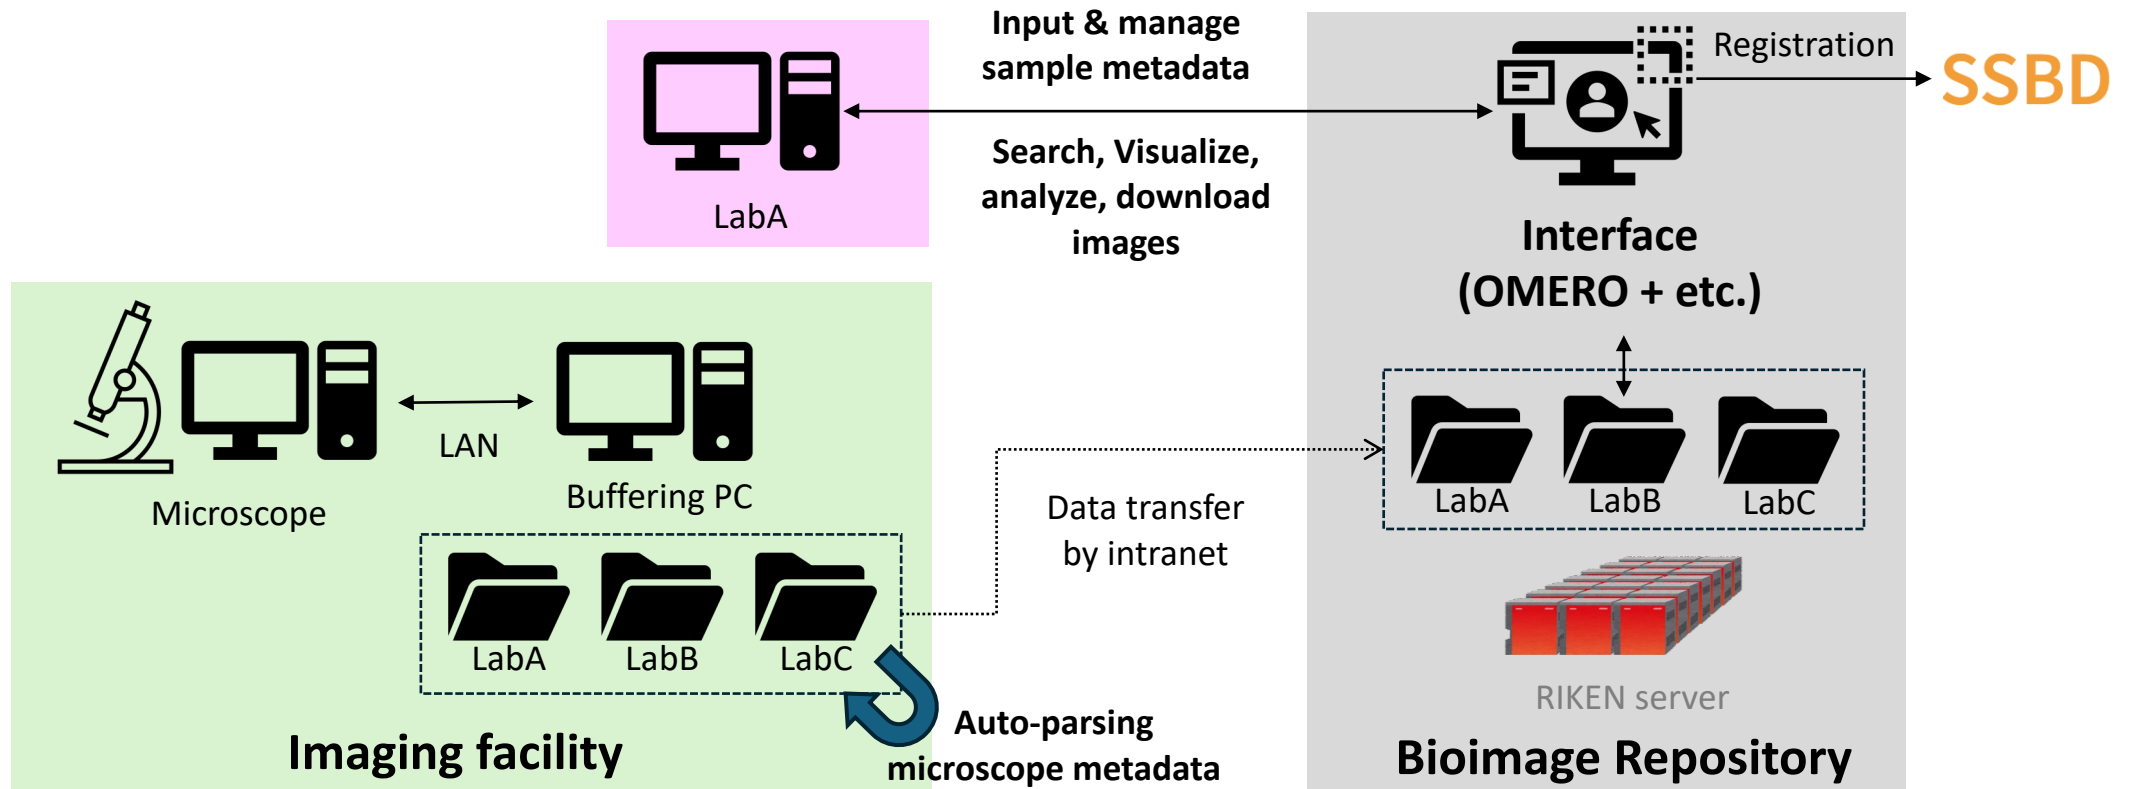 Input & manage
sample metadata
Registration
SSBD
Search, Visualize,
analyze, download
images
LabA
Interface
(OMERO + etc.)
LAN
Microscope
Buffering PC
LabA
LabB
LabC
Data transfer
by intranet
LabA
LabB
LabC
RIKEN server
Auto-parsing
microscope metadata
Imaging facility
Bioimage Repository